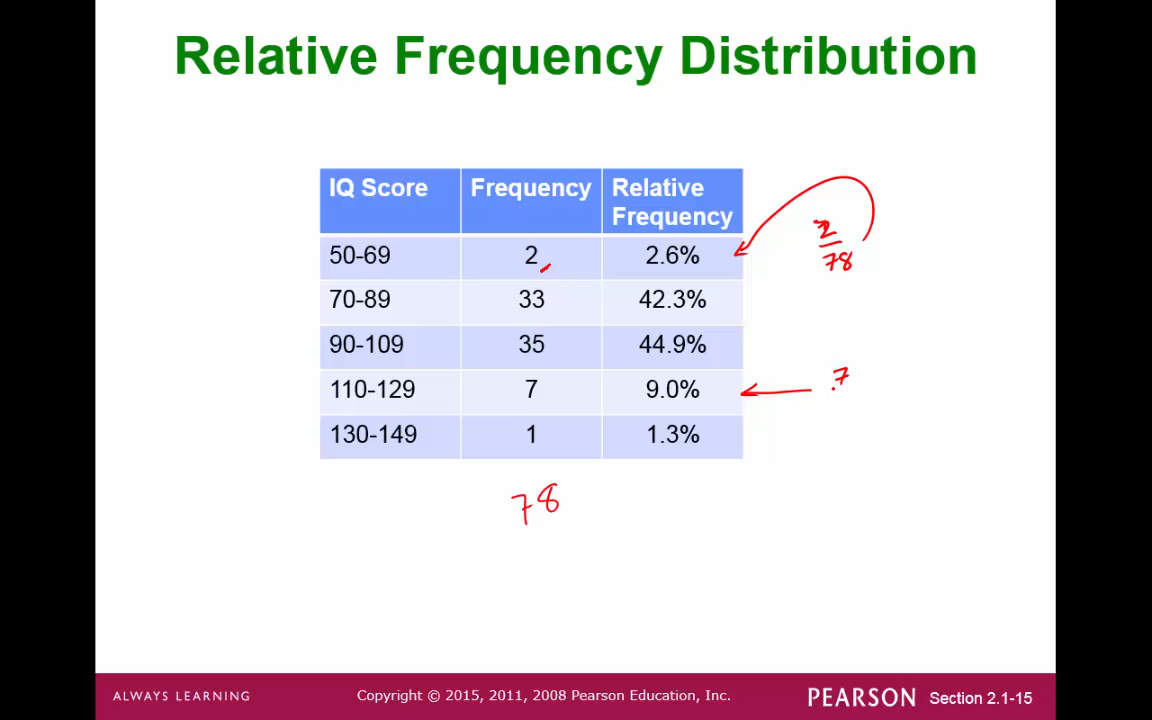 Relative Frequency Distribution
IQ Score Frequency Relative Frequency
50-69 2 2.6%
70-89 33 42.3%
90-109 35 44.9%
110-129 7 9.0%
130-149 1 1.3%
2
78
7
78
ALWAYS LEARNING Copyright © 2015, 2011, 2008 Pearson Education, Inc. PEARSON Section 2.1-15